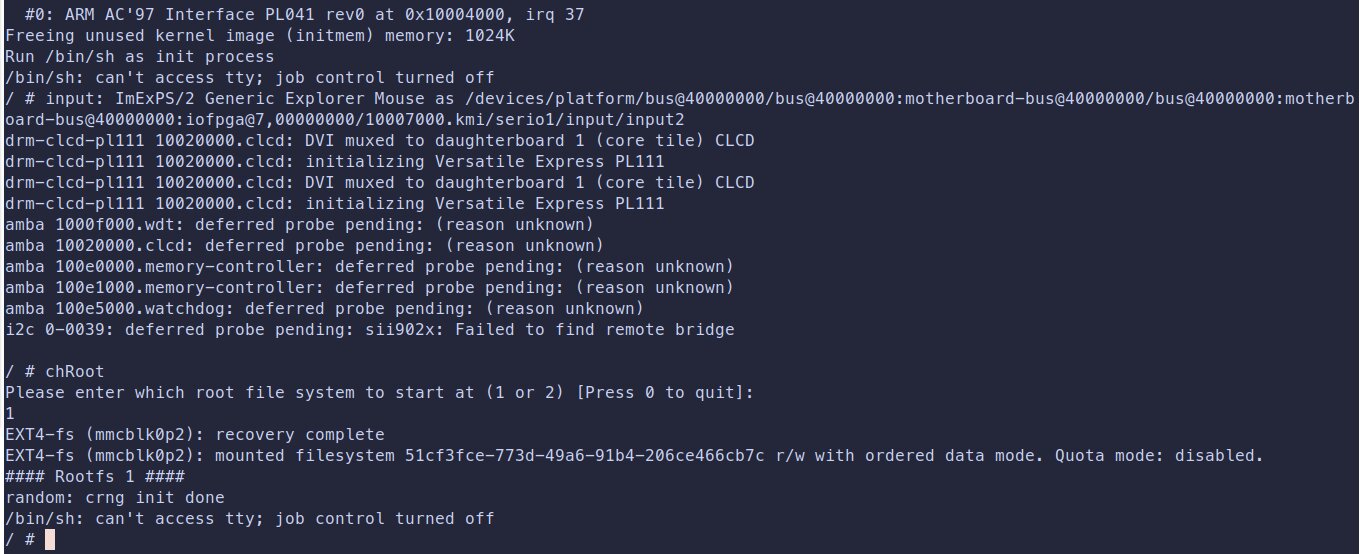 #0: ARM AC'97 Interface PL041 rev0 at 0x10004000, irq 37
Freeing unused kernel image (initmem) memory: 1024K
Run /bin/sh as init process
/bin/sh: can't access tty; job control turned off
/ # input: ImExPS/2 Generic Explorer Mouse as /devices/platform/bus@40000000/bus@40000000:motherboard-bus@40000000/bus@40000000:motherb
oard-bus@40000000:iofpga@7,00000000/10007000.kmi/serio1/input/input2
drm-clcd-pl111 10020000.clcd: DVI muxed to daughterboard 1 (core tile) CLCD
drm-clcd-pl111 10020000.clcd: initializing Versatile Express PL111
drm-clcd-pl111 10020000.clcd: DVI muxed to daughterboard 1 (core tile) CLCD
drm-clcd-pl111 10020000.clcd: initializing Versatile Express PL111
amba 1000f000.wdt: deferred probe pending: (reason unknown)
amba 10020000.clcd: deferred probe pending: (reason unknown)
amba 100e0000.memory-controller: deferred probe pending: (reason unknown)
amba 100e1000.memory-controller: deferred probe pending: (reason unknown)
amba 100e5000.watchdog: deferred probe pending: (reason unknown)
i2c 0-0039: deferred probe pending: sii902x: Failed to find remote bridge
/ # chRoot
Please enter which root file system to start at (1 or 2) [Press 0 to quit]:
1
EXT4-fs (mmcblk0p2): recovery complete
EXT4-fs (mmcblk0p2): mounted filesystem 51cf3fce-773d-49a6-91b4-206ce466cb7c r/w with ordered data mode. Quota mode: disabled.
#### Rootfs 1 ####
random: crng init done
/bin/sh: can't access tty; job control turned off
/ #